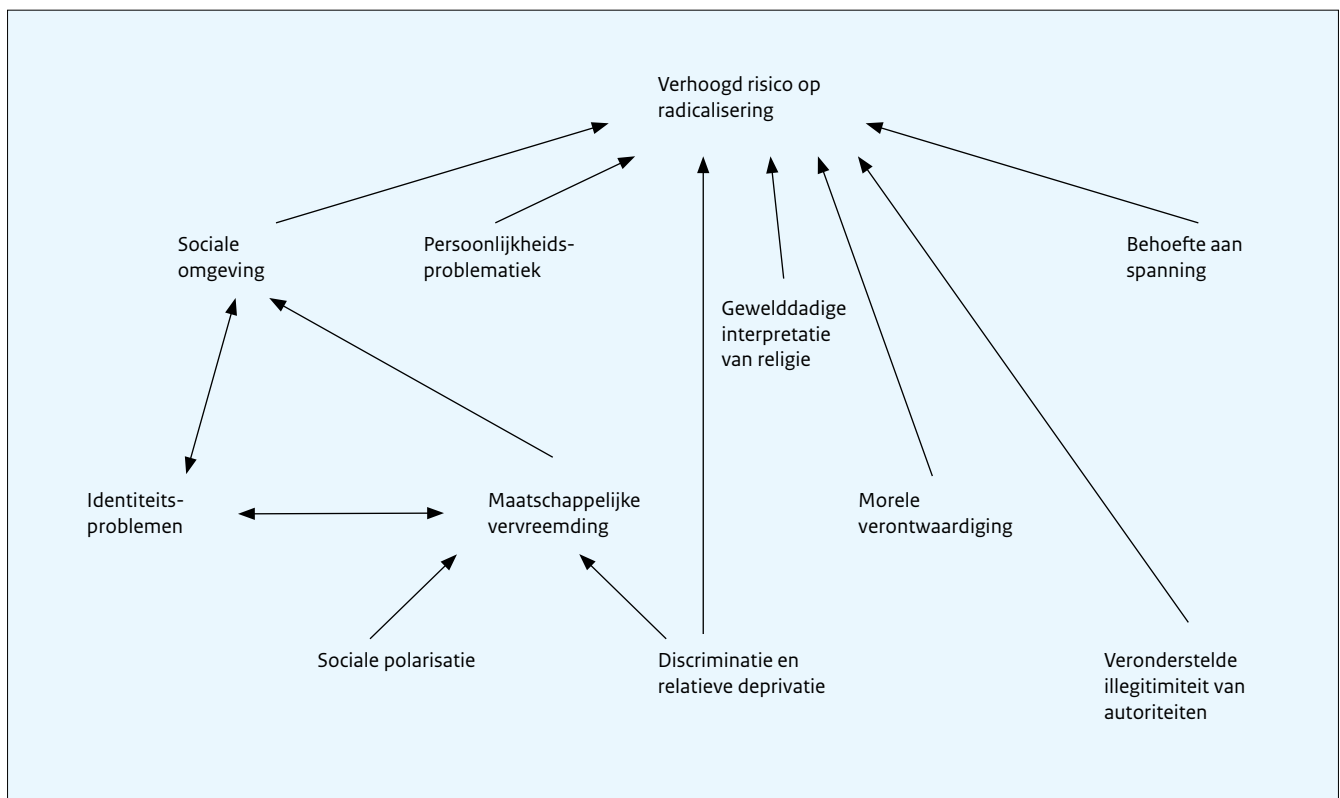 Verhoogd risico op
radicalisering
Sociale
omgeving
Persoonlijkheids-
problematiek
Behoefte aan
spanning
Gewelddadige
interpretatie
van religie
Identiteits-
problemen
Maatschappelijke
vervreemding
Morele
verontwaardiging
Sociale polarisatie
Discriminatie en
relatieve deprivatie
Veronderstelde
illegitimiteit van
autoriteiten